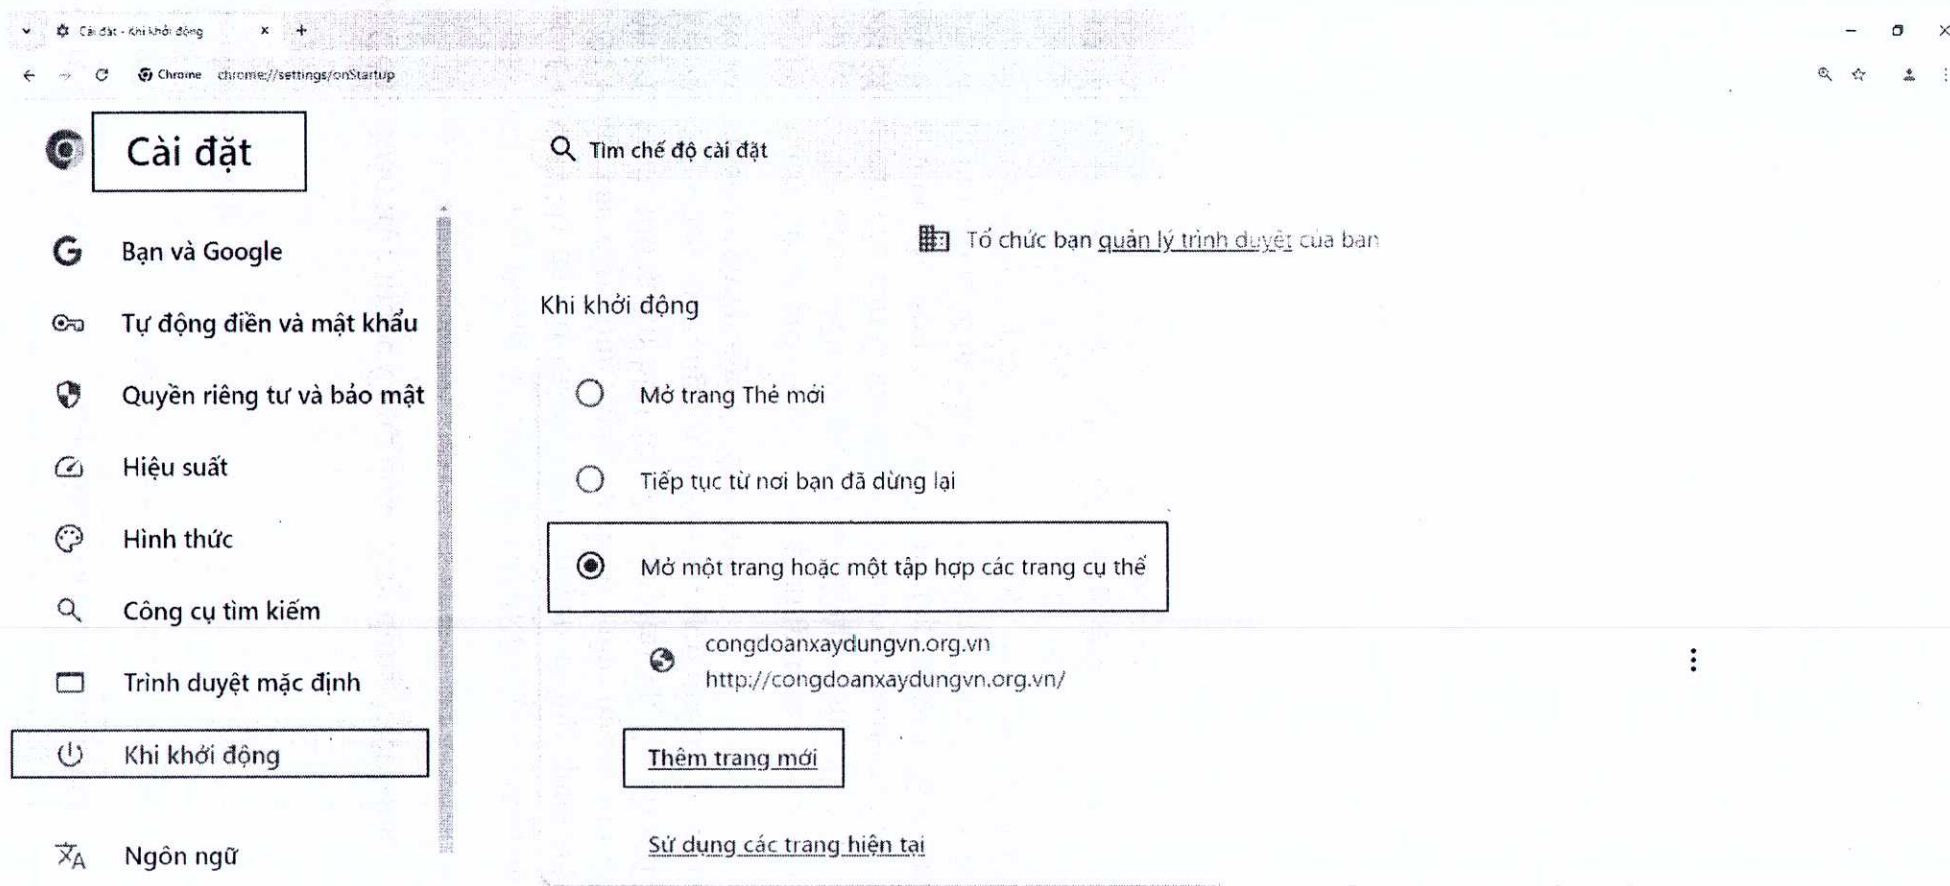 Cài đặt - Khi khởi động
Chrome chrome://settings/onStartup
Cài đặt
Tìm chế độ cài đặt
Bạn và Google
Tự động điền và mật khẩu
Quyền riêng tư và bảo mật
Hiệu suất
Hình thức
Công cụ tìm kiếm
Trình duyệt mặc định
Khi khởi động
Ngôn ngữ
Tổ chức bạn quản lý trình duyệt của bạn
Khi khởi động
Mở trang Thẻ mới
Tiếp tục từ nơi bạn đã dừng lại
Mở một trang hoặc một tập hợp các trang cụ thể
congdoanxaydungvn.org.vn
http://congdoanxaydungvn.org.vn/
Thêm trang mới
Sử dụng các trang hiện tại